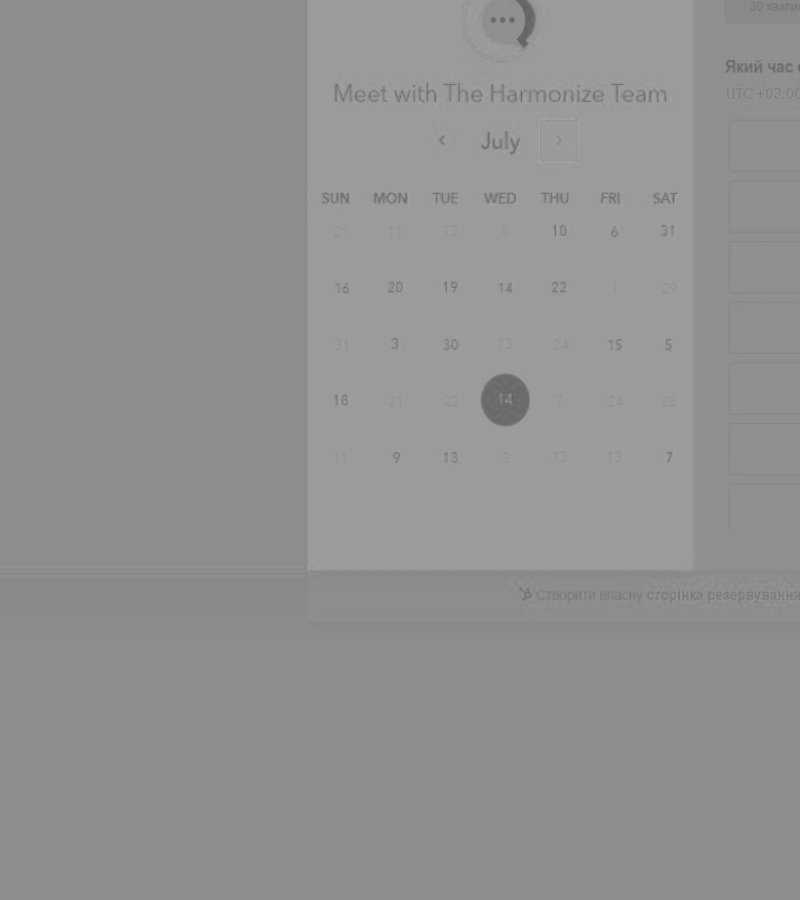 30 хвилин
Meet with The Harmonize Team
Який час
UTC +03:00
July
SUN MON TUE WED THU FRI SAT
21 11 13 8 10 6 31
16 20 19 14 22 1 29
31 3 30 13 24 15 5
18 21 22 14 7 24 28
11 9 13 3 13 13 7
Створити власну сторінка резервування